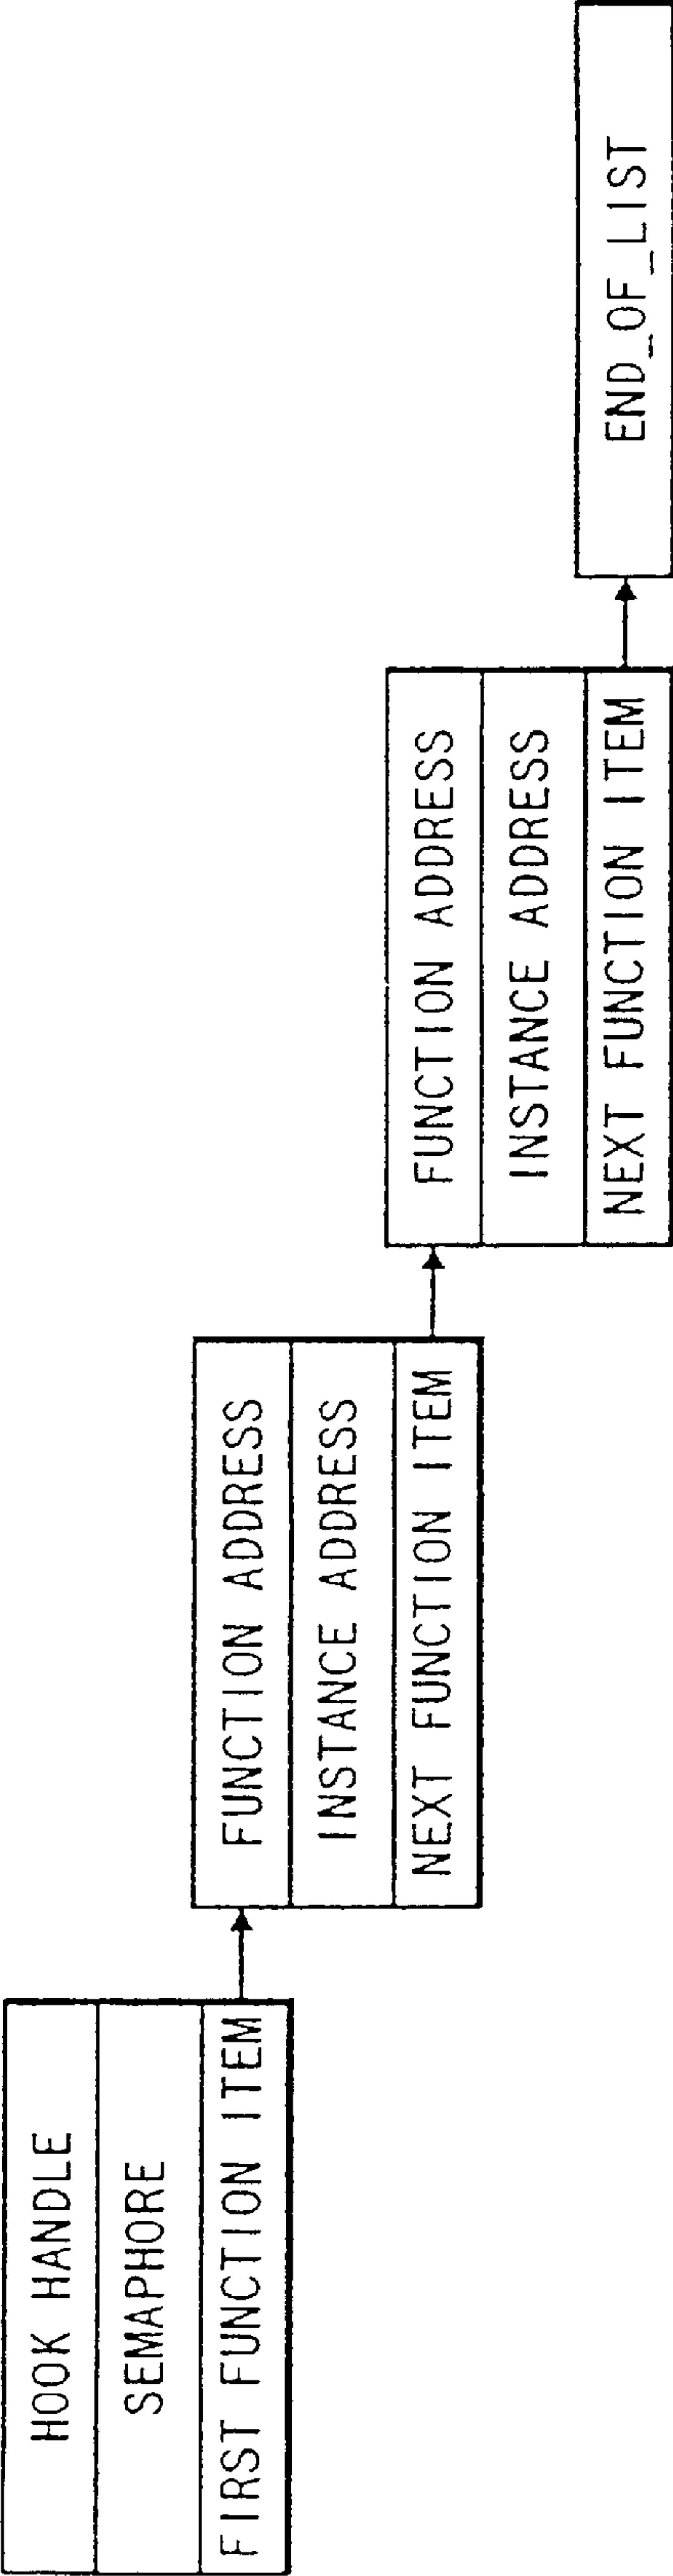 HOOK HANDLE
SEMAPHORE
FIRST FUNCTION ITEM
FUNCTION ADDRESS
INSTANCE ADDRESS
NEXT FUNCTION ITEM
FUNCTION ADDRESS
INSTANCE ADDRESS
NEXT FUNCTION ITEM
END_OF_LIST